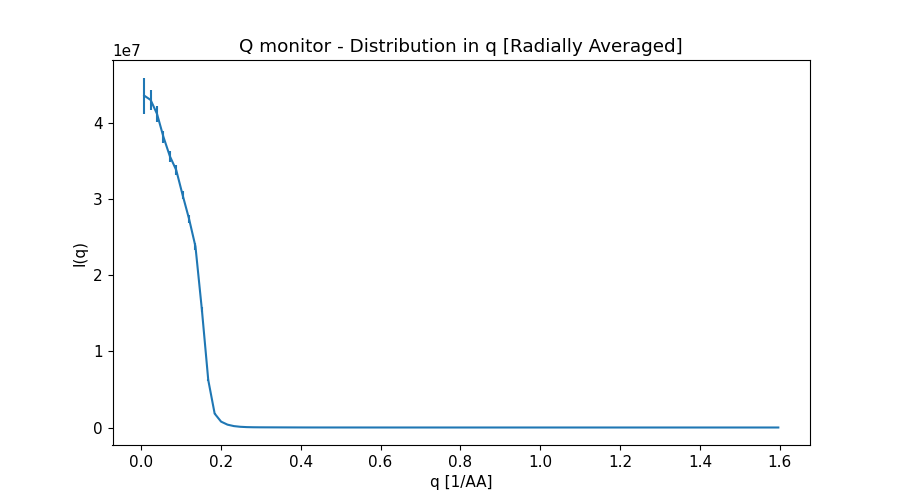 Q monitor - Distribution in q [Radially Averaged]
1e7
4
3
2
1
0
I(q)
0.0 0.2 0.4 0.6 0.8 1.0 1.2 1.4 1.6
q [1/AA]